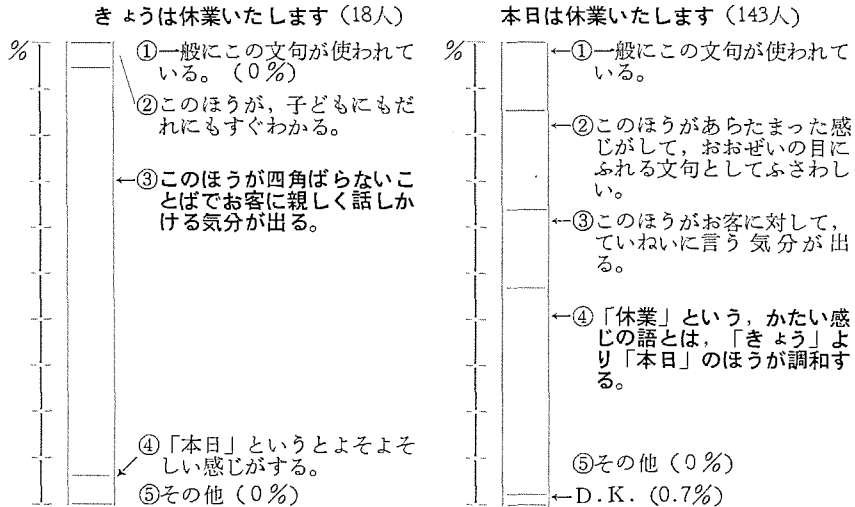 きょうは休業いたします（18人）
%
①一般にこの文句が使われて
いる。（0％）
②このほうが，子どもにもだ
れにもすぐわかる。
③このほうが四角ばらないこ
とばでお客に親しく話しか
ける気分が出る。
④「本日」というとよそよそ
しい感じがする。
⑤その他（0％）
本日は休業いたします（143人）
%
①一般にこの文句が使われて
いる。
②このほうがあらたまった感
じがして，おおぜいの目に
ふれる文句としてふさわし
い。
③このほうがお客に対して，
ていねいに言う気分が出
る。
④「休業」という，かたい感
じの語とは，「きょう」よ
り「本日」のほうが調和す
る。
⑤その他（0％）
D.K.（0.7％）